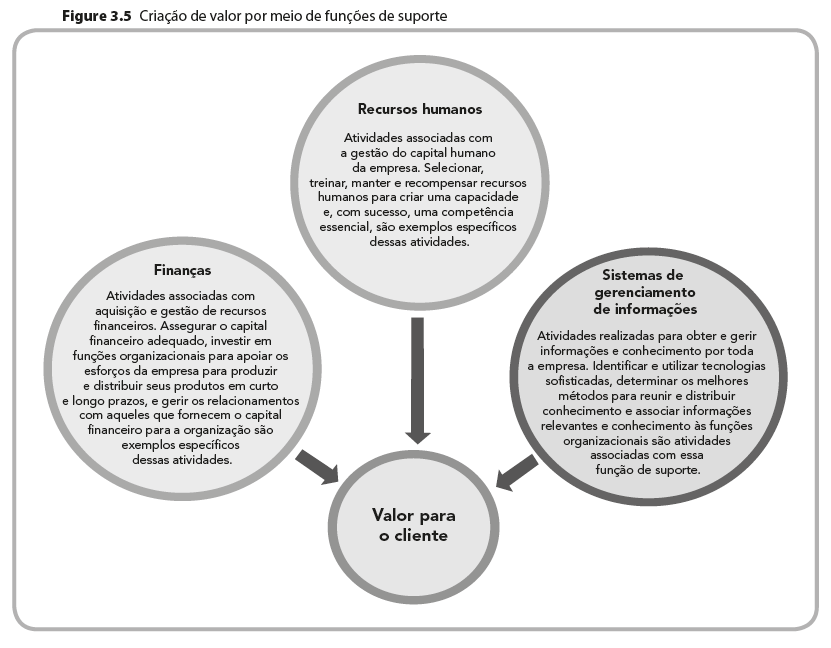 Figure 3.5 Criação de valor por meio de funções de suporte
Recursos humanos
Atividades associadas com
a gestão do capital humano
da empresa. Selecionar,
treinar, manter e recompensar recursos
humanos para criar uma capacidade
e, com sucesso, uma competência
essencial, são exemplos específicos
dessas atividades.
Finanças
Atividades associadas com
aquisição e gestão de recursos
financeiros. Assegurar o capital
financeiro adequado, investir em
funções organizacionais para apoiar os
esforços da empresa para produzir
e distribuir seus produtos em curto
e longo prazos, e gerir os relacionamentos
com aqueles que fornecem o capital
financeiro para a organização são
exemplos específicos
dessas atividades.
Sistemas de
gerenciamento
de informações
Atividades realizadas para obter e gerir
informações e conhecimento por toda
a empresa. Identificar e utilizar tecnologias
sofisticadas, determinar os melhores
métodos para reunir e distribuir
conhecimento e associar informações
relevantes e conhecimento às funções
organizacionais são atividades
associadas com essa
função de suporte.
Valor para
o cliente